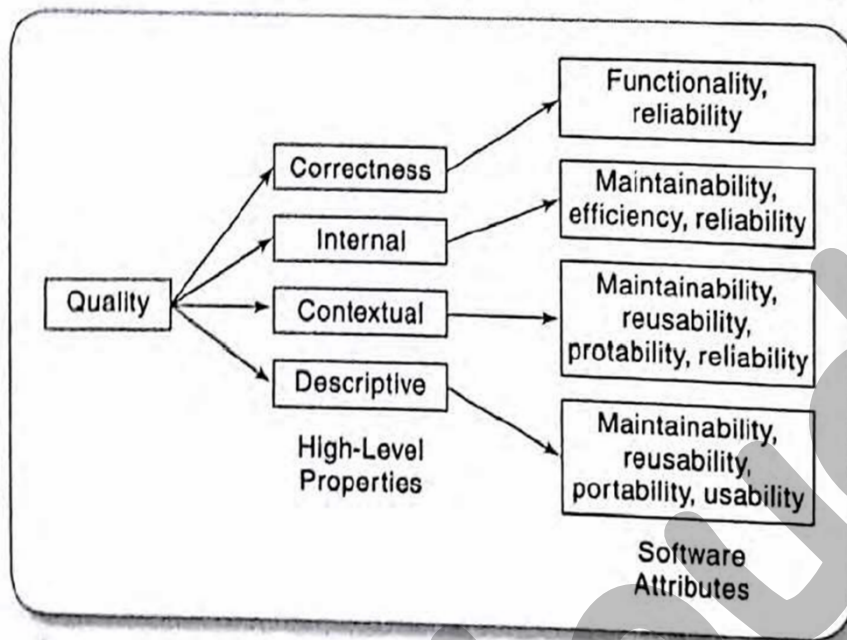 Quality
Correctness
Internal
Contextual
Descriptive
High-Level
Properties
Functionality,
reliability
Maintainability,
efficiency, reliability
Maintainability,
reusability,
protability, reliability
Maintainability,
reusability,
portability, usability
Software
Attributes